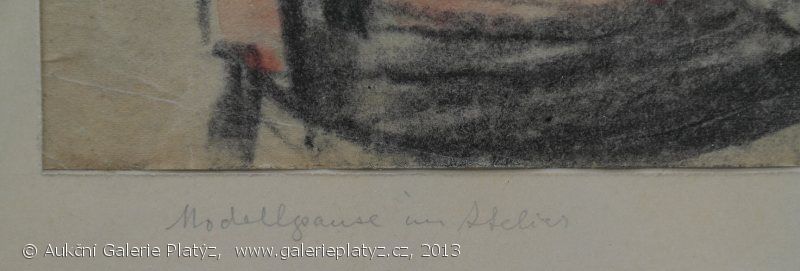 Modellpause im Atelier
© Aukční Galerie Platýz,  www.galerieplatyz.cz, 2013